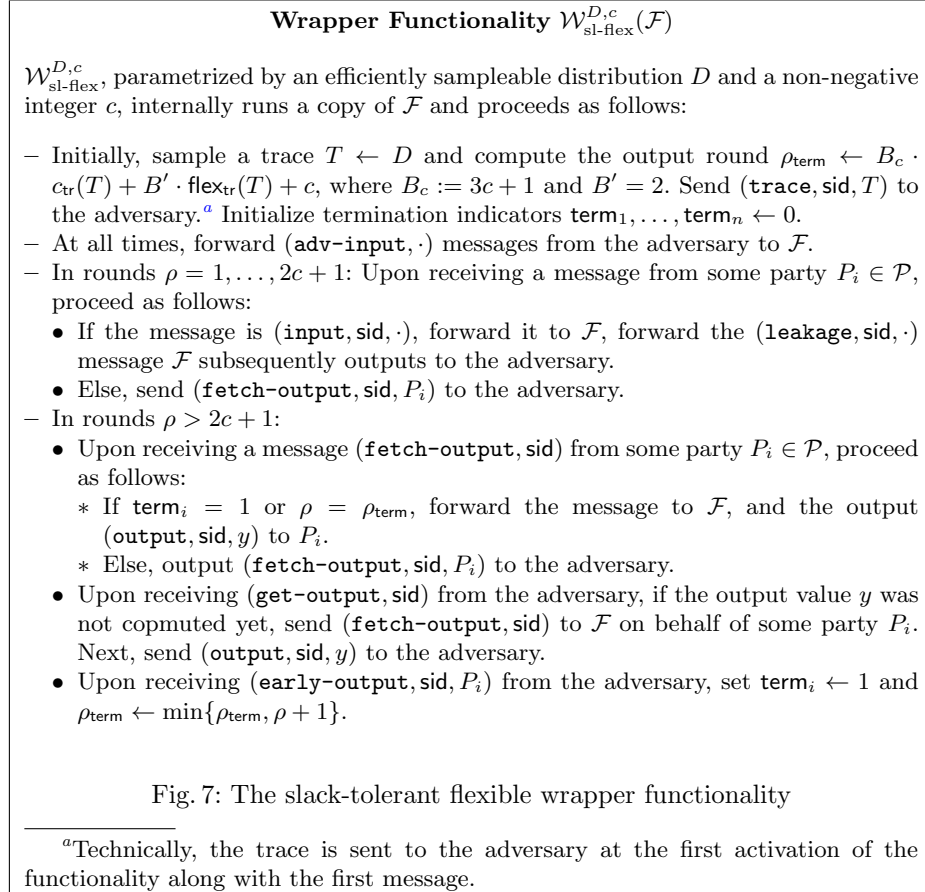 Wrapper Functionality 𝒲_{sl-flex}^{D,c}(ℱ)
𝒲_{sl-flex}^{D,c}, parametrized by an efficiently sampleable distribution D and a non-negative
integer c, internally runs a copy of ℱ and proceeds as follows:
– Initially, sample a trace T ← D and compute the output round ρ_term ← B_c ·
c_tr(T) + B′ · flex_tr(T) + c, where B_c := 3c + 1 and B′ = 2. Send (trace, sid, T) to
the adversary.^a Initialize termination indicators term_1, . . . , term_n ← 0.
– At all times, forward (adv-input, ·) messages from the adversary to ℱ.
– In rounds ρ = 1, . . . , 2c + 1: Upon receiving a message from some party P_i ∈ 𝒫,
proceed as follows:
• If the message is (input, sid, ·), forward it to ℱ, forward the (leakage, sid, ·)
message ℱ subsequently outputs to the adversary.
• Else, send (fetch-output, sid, P_i) to the adversary.
– In rounds ρ > 2c + 1:
• Upon receiving a message (fetch-output, sid) from some party P_i ∈ 𝒫, proceed
as follows:
∗ If term_i = 1 or ρ = ρ_term, forward the message to ℱ, and the output
(output, sid, y) to P_i.
∗ Else, output (fetch-output, sid, P_i) to the adversary.
• Upon receiving (get-output, sid) from the adversary, if the output value y was
not copmuted yet, send (fetch-output, sid) to ℱ on behalf of some party P_i.
Next, send (output, sid, y) to the adversary.
• Upon receiving (early-output, sid, P_i) from the adversary, set term_i ← 1 and
ρ_term ← min{ρ_term, ρ + 1}.
Fig. 7: The slack-tolerant flexible wrapper functionality
^aTechnically, the trace is sent to the adversary at the first activation of the
functionality along with the first message.